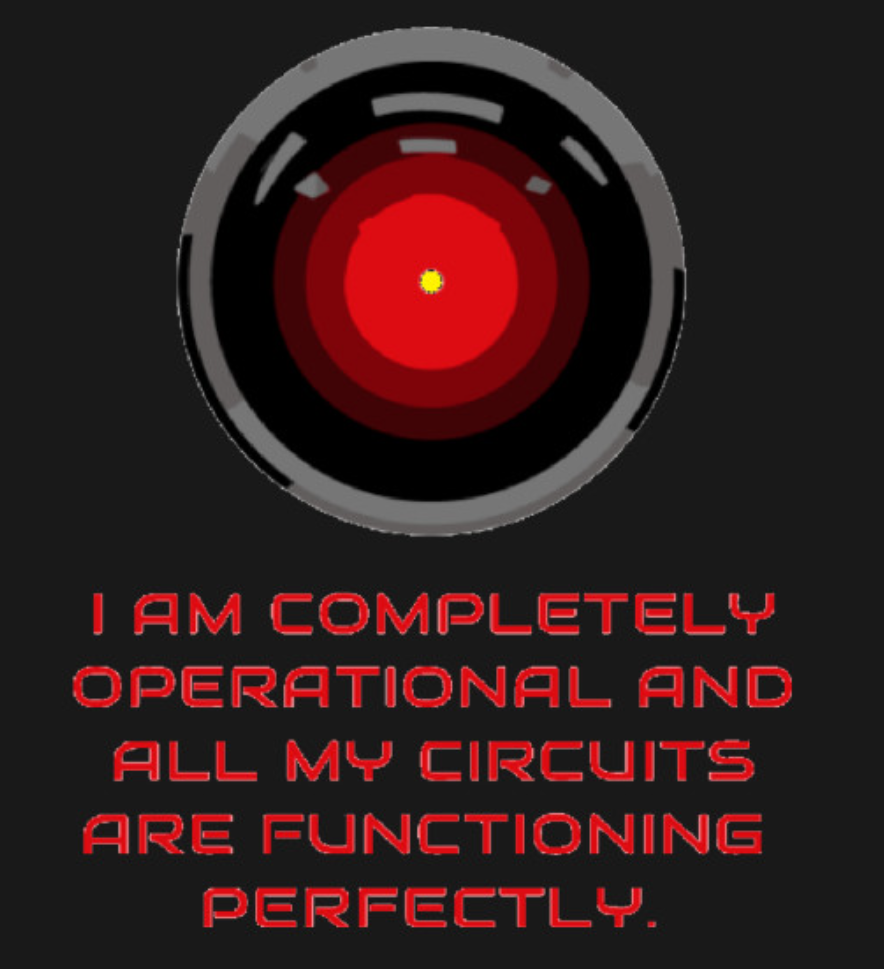 I AM COMPLETELY
OPERATIONAL AND
ALL MY CIRCUITS
ARE FUNCTIONING
PERFECTLY.